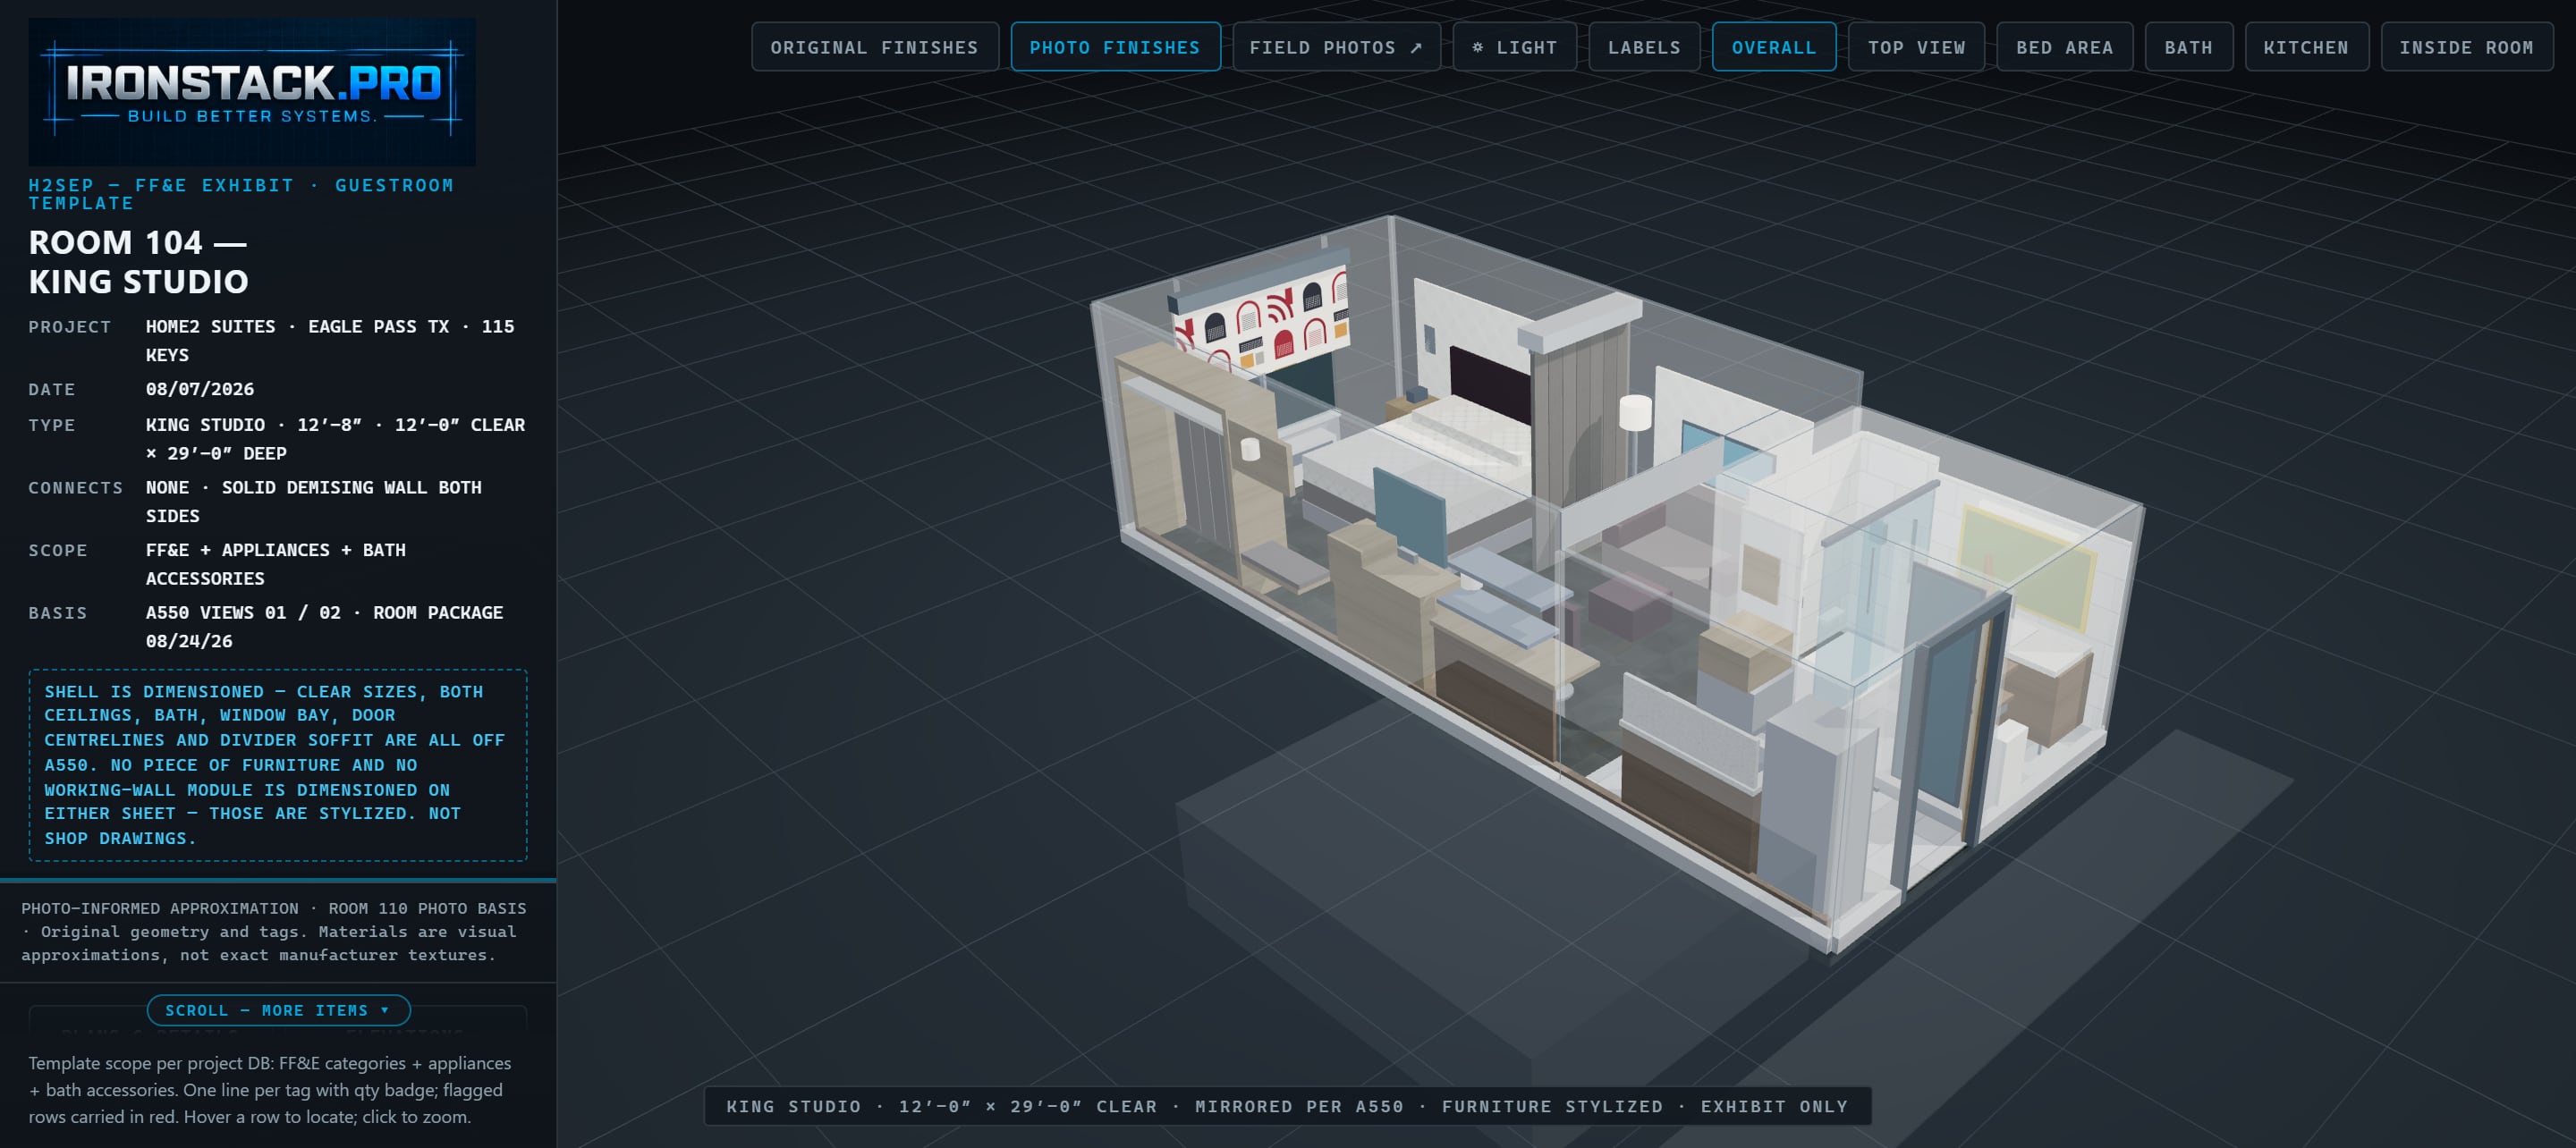 IRONSTACK.PRO
BUILD BETTER SYSTEMS.
H2SEP — FF&E EXHIBIT · GUESTROOM
TEMPLATE
ROOM 104 —
KING STUDIO
PROJECT HOME2 SUITES · EAGLE PASS TX · 115
KEYS
DATE 08/07/2026
TYPE KING STUDIO · 12′–8″ · 12′–0″ CLEAR
× 29′–0″ DEEP
CONNECTS NONE · SOLID DEMISING WALL BOTH
SIDES
SCOPE FF&E + APPLIANCES + BATH
ACCESSORIES
BASIS A550 VIEWS 01 / 02 · ROOM PACKAGE
08/24/26
SHELL IS DIMENSIONED — CLEAR SIZES, BOTH
CEILINGS, BATH, WINDOW BAY, DOOR
CENTRELINES AND DIVIDER SOFFIT ARE ALL OFF
A550. NO PIECE OF FURNITURE AND NO
WORKING–WALL MODULE IS DIMENSIONED ON
EITHER SHEET — THOSE ARE STYLIZED. NOT
SHOP DRAWINGS.
PHOTO–INFORMED APPROXIMATION · ROOM 110 PHOTO BASIS
· Original geometry and tags. Materials are visual
approximations, not exact manufacturer textures.
SCROLL — MORE ITEMS ▾
Template scope per project DB: FF&E categories + appliances
+ bath accessories. One line per tag with qty badge; flagged
rows carried in red. Hover a row to locate; click to zoom.
ORIGINAL FINISHES
PHOTO FINISHES
FIELD PHOTOS ↗
☼ LIGHT
LABELS
OVERALL
TOP VIEW
BED AREA
BATH
KITCHEN
INSIDE ROOM
KING STUDIO · 12′–0″ × 29′–0″ CLEAR · MIRRORED PER A550 · FURNITURE STYLIZED · EXHIBIT ONLY